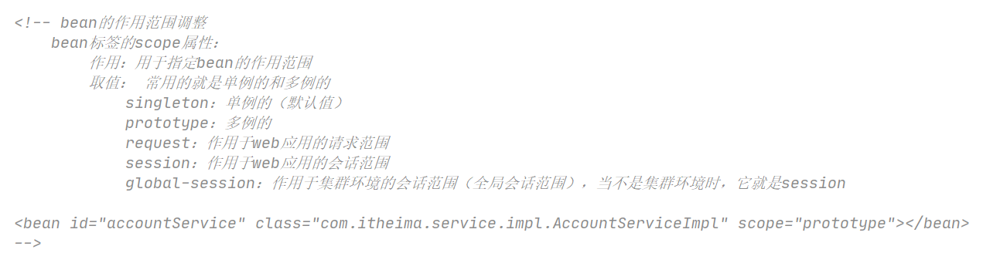 <!-- bean的作用范围调整
bean标签的scope属性：
作用：用于指定bean的作用范围
取值： 常用的就是单例的和多例的
singleton：单例的（默认值）
prototype：多例的
request：作用于web应用的请求范围
session：作用于web应用的会话范围
global-session：作用于集群环境的会话范围（全局会话范围），当不是集群环境时，它就是session
<bean id="accountService" class="com.itheima.service.impl.AccountServiceImpl" scope="prototype"></bean>
-->